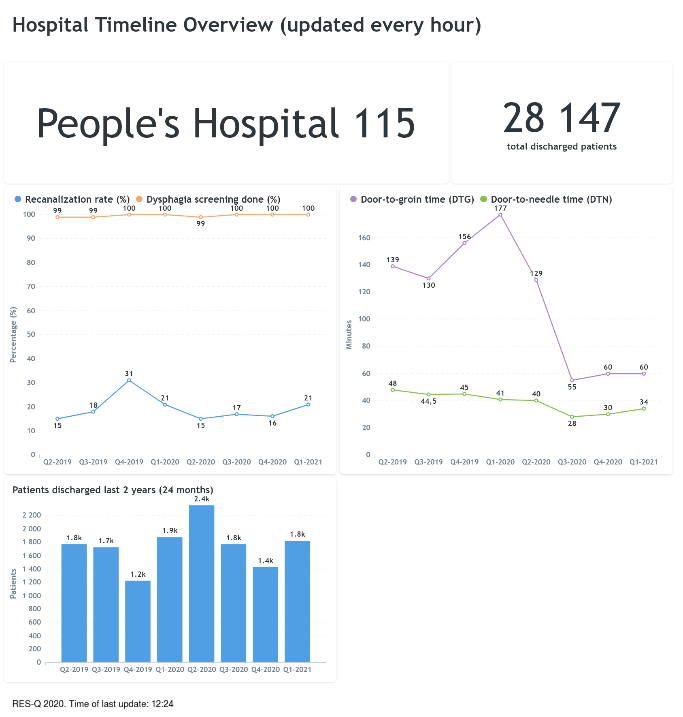 Hospital Timeline Overview (updated every hour)
People's Hospital 115
28 147
total discharged patients
Recanalization rate (%) Dysphagia screening done (%)
99 99 100 100 99 100 100 100
100
90
80
70
60
50
40
30
20
10
0
Percentage (%)
15 18 31 21 15 17 16 21
Q2-2019 Q3-2019 Q4-2019 Q1-2020 Q2-2020 Q3-2020 Q4-2020 Q1-2021
Door-to-groin time (DTG) Door-to-needle time (DTN)
139 130 156 177 129 55 60 60
160
140
120
100
80
60
40
20
0
Minutes
48 44,5 45 41 40 28 30 34
Q2-2019 Q3-2019 Q4-2019 Q1-2020 Q2-2020 Q3-2020 Q4-2020 Q1-2021
Patients discharged last 2 years (24 months)
1.8k 1.7k 1.2k 1.9k 2.4k 1.8k 1.4k 1.8k
2 200
2 000
1 800
1 600
1 400
1 200
1 000
800
600
400
200
0
Patients
Q2-2019 Q3-2019 Q4-2019 Q1-2020 Q2-2020 Q3-2020 Q4-2020 Q1-2021
RES-Q 2020. Time of last update: 12:24